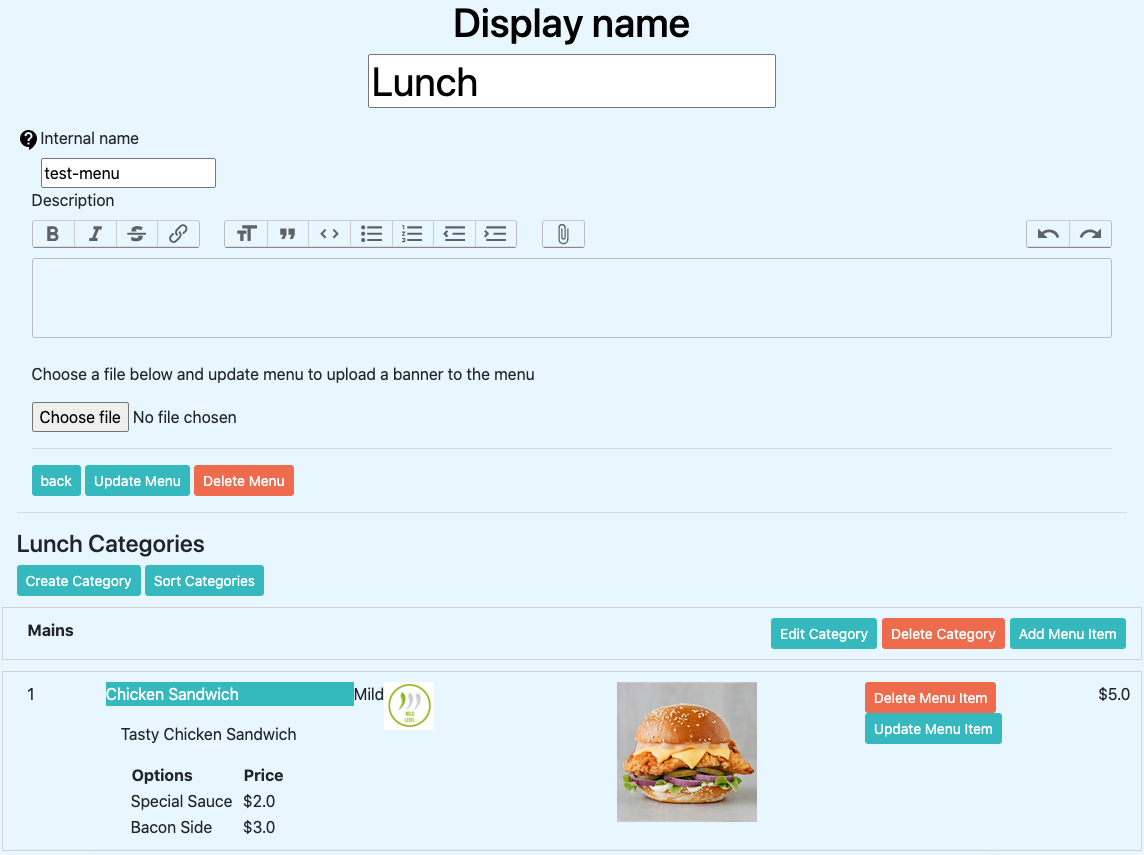 Display name
Lunch
Internal name
test-menu
Description
Choose a file below and update menu to upload a banner to the menu
Choose file No file chosen
back Update Menu Delete Menu
Lunch Categories
Create Category Sort Categories
Mains Edit Category Delete Category Add Menu Item
1 Chicken Sandwich Mild MILD LEVEL Delete Menu Item $5.0
Update Menu Item
Tasty Chicken Sandwich
Options Price
Special Sauce $2.0
Bacon Side $3.0